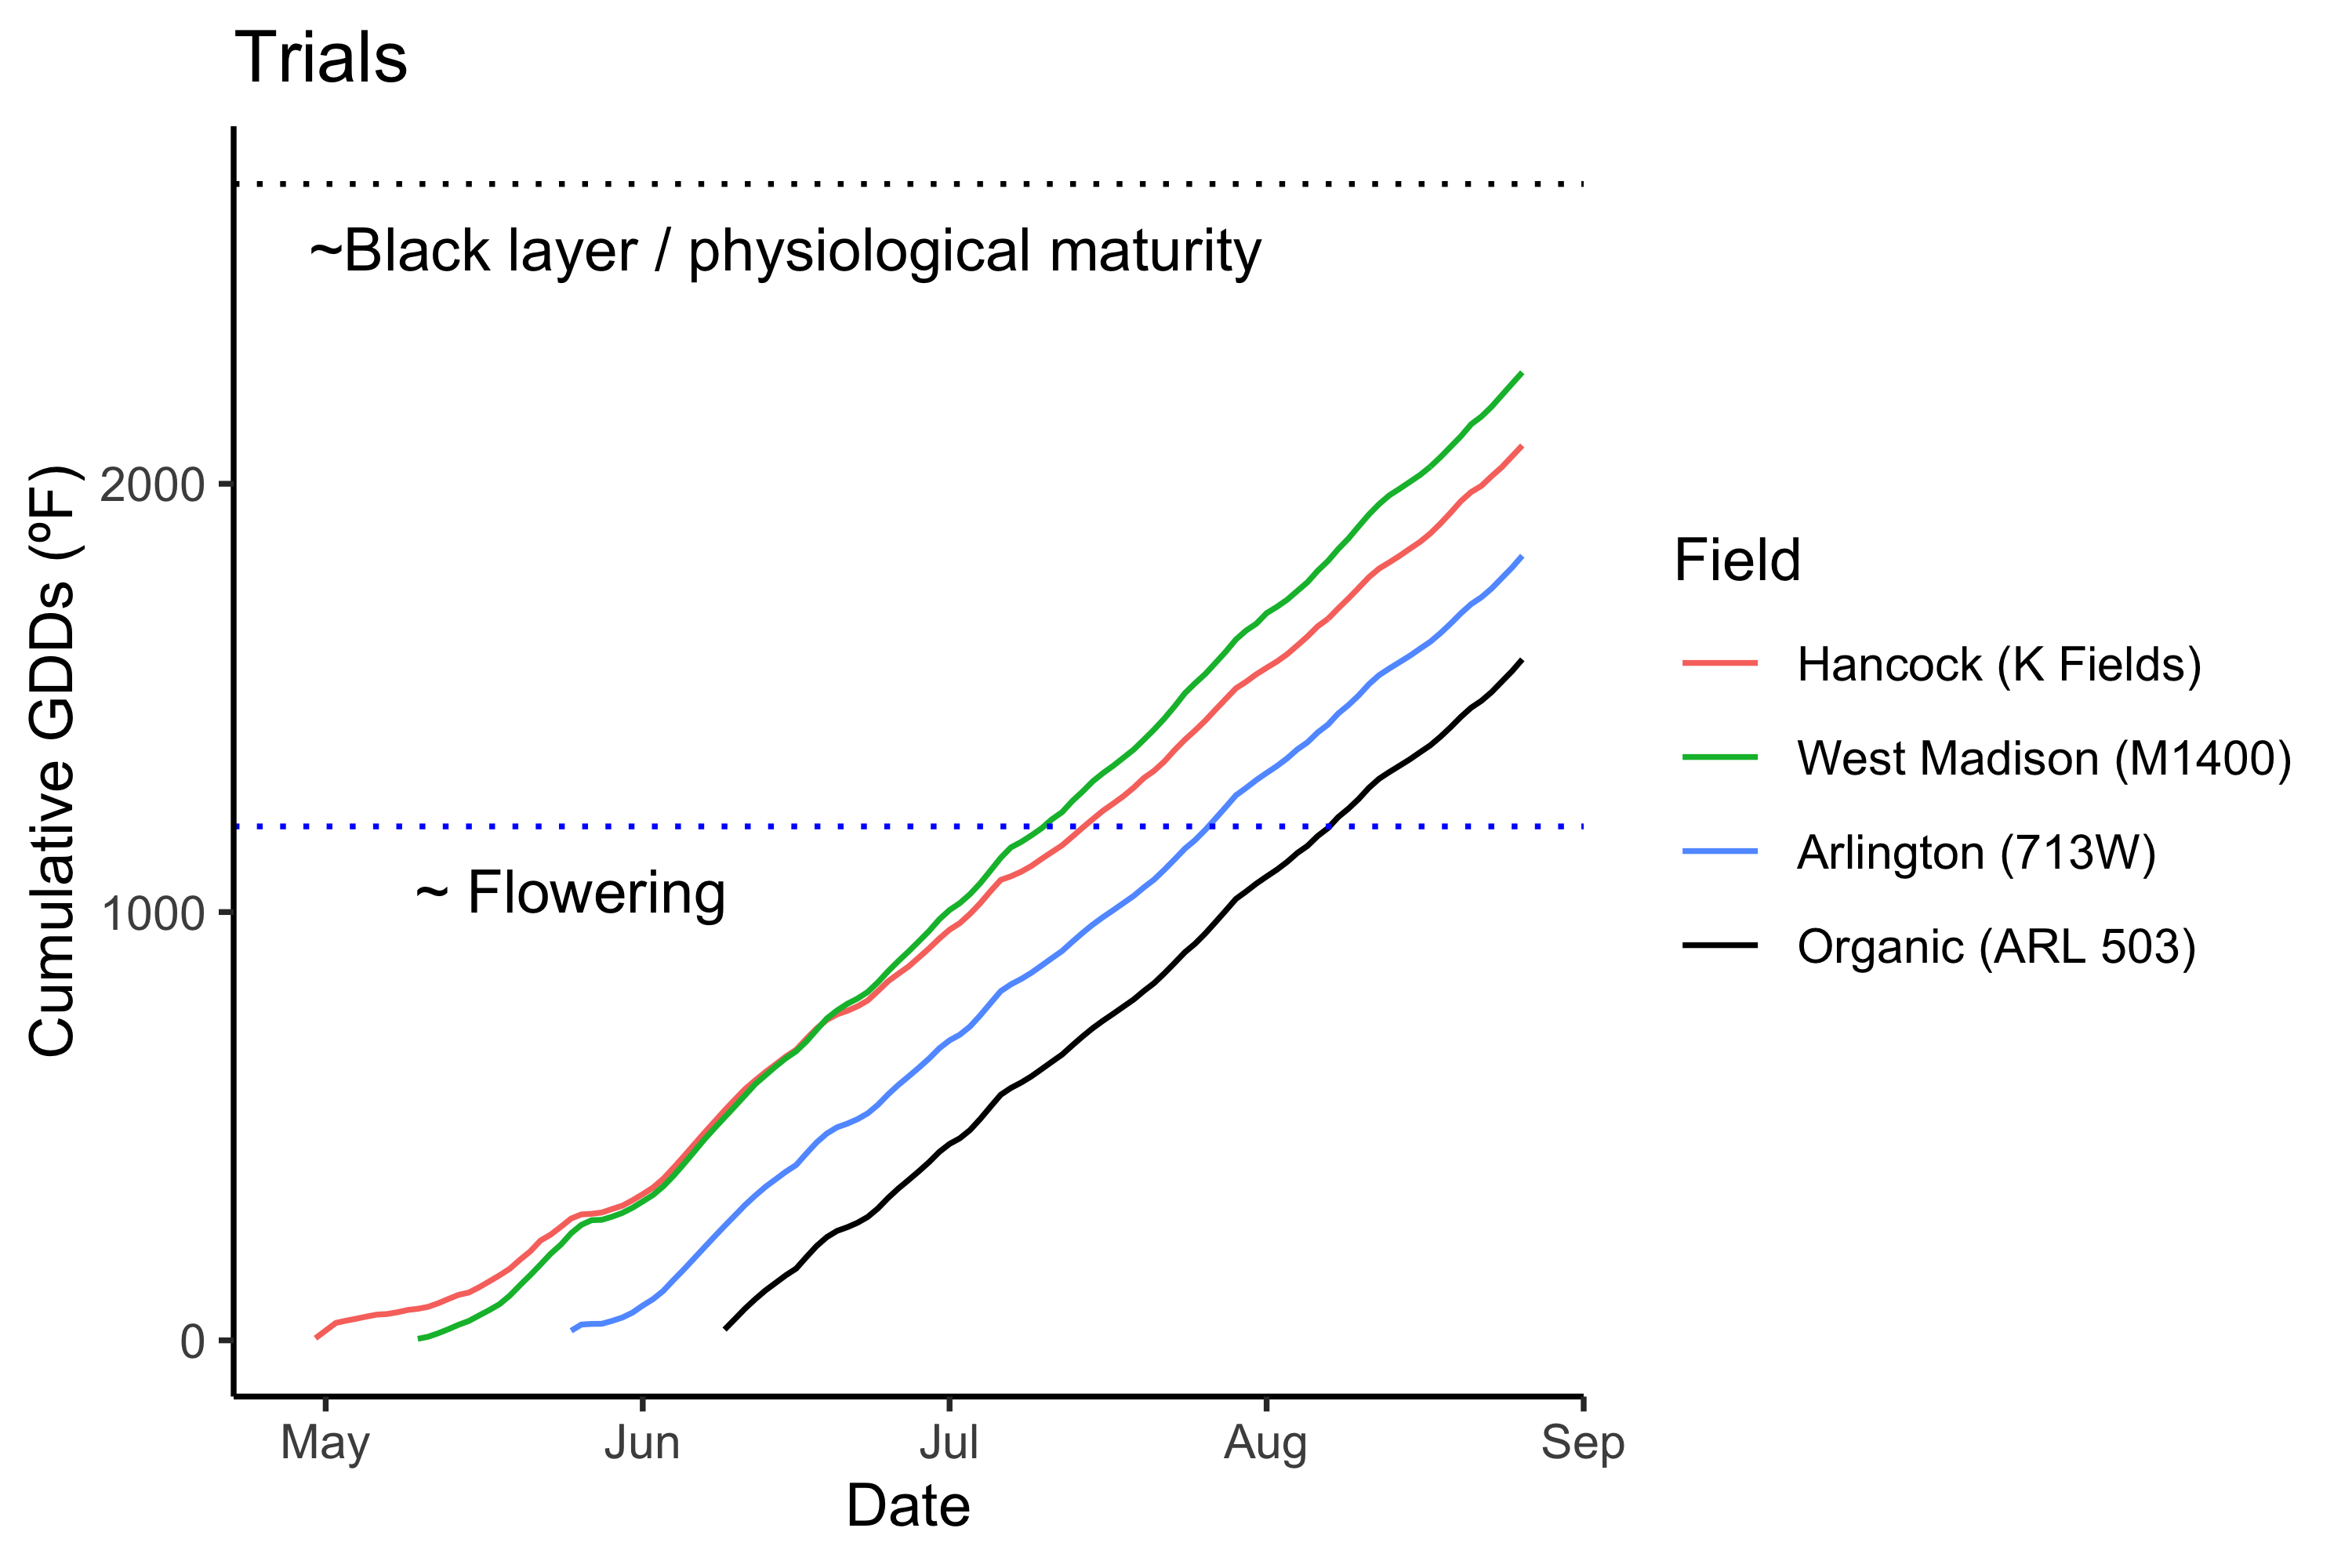 Trials
~Black layer / physiological maturity
~ Flowering
Cumulative GDDs (ºF)
2000
1000
0
May
Jun
Jul
Aug
Sep
Date
Field
Hancock (K Fields)
West Madison (M1400)
Arlington (713W)
Organic (ARL 503)